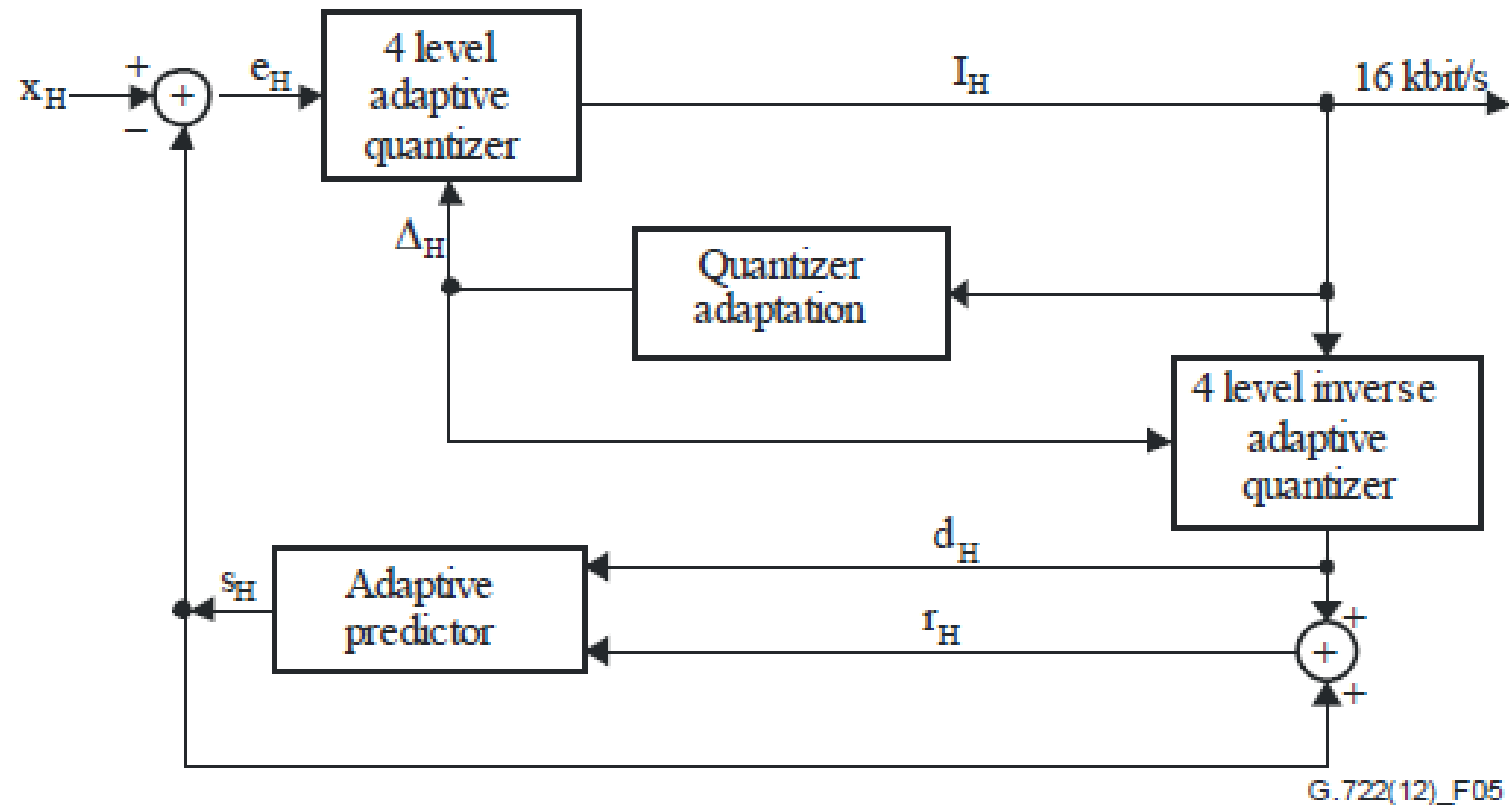 x_H
+
+
−
e_H
4 level
adaptive
quantizer
I_H
16 kbit/s
Δ_H
Quantizer
adaptation
4 level inverse
adaptive
quantizer
d_H
s_H
Adaptive
predictor
r_H
+
+
+
G.722(12)_F05